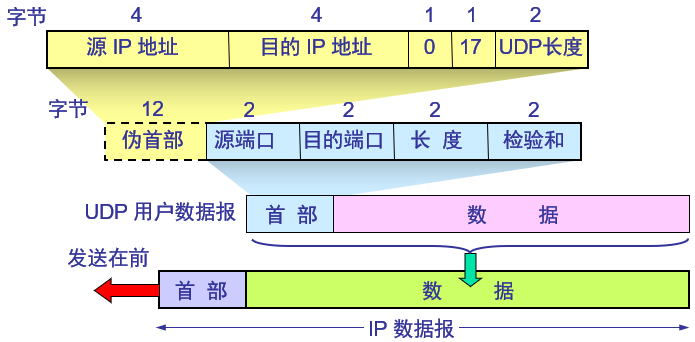 字节 4 4 1 1 2
源 IP 地址 目的 IP 地址 0 17 UDP长度
字节 12 2 2 2 2
伪首部 源端口 目的端口 长 度 检验和
UDP 用户数据报 首 部 数 据
发送在前
首 部 数 据
IP 数据报